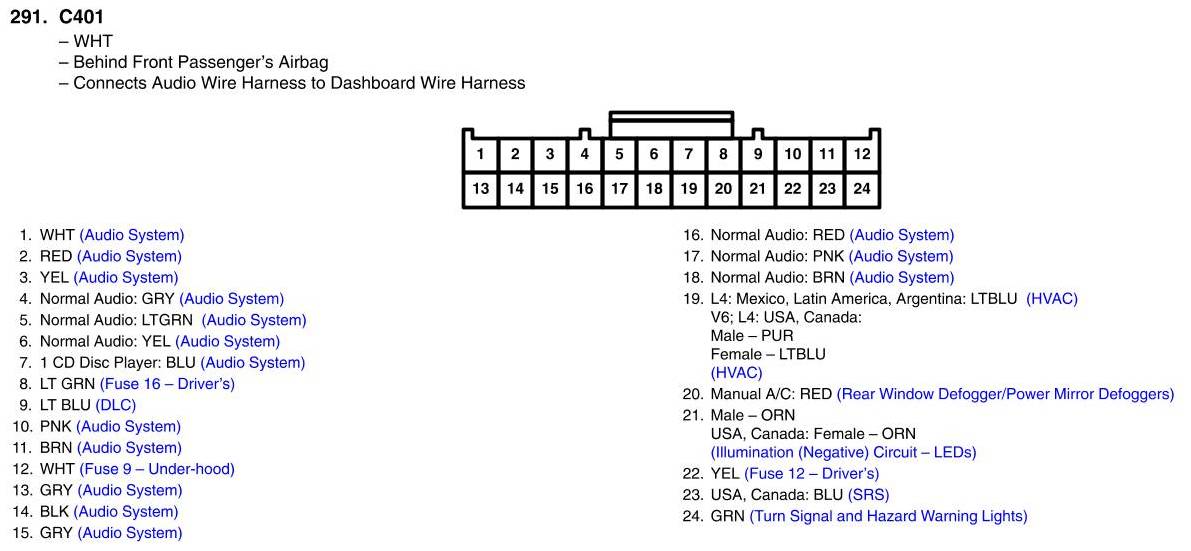 291. C401
– WHT
– Behind Front Passenger's Airbag
– Connects Audio Wire Harness to Dashboard Wire Harness
1 2 3 4 5 6 7 8 9 10 11 12
13 14 15 16 17 18 19 20 21 22 23 24
1. WHT (Audio System)
2. RED (Audio System)
3. YEL (Audio System)
4. Normal Audio: GRY (Audio System)
5. Normal Audio: LTGRN (Audio System)
6. Normal Audio: YEL (Audio System)
7. 1 CD Disc Player: BLU (Audio System)
8. LT GRN (Fuse 16 – Driver's)
9. LT BLU (DLC)
10. PNK (Audio System)
11. BRN (Audio System)
12. WHT (Fuse 9 – Under-hood)
13. GRY (Audio System)
14. BLK (Audio System)
15. GRY (Audio System)
16. Normal Audio: RED (Audio System)
17. Normal Audio: PNK (Audio System)
18. Normal Audio: BRN (Audio System)
19. L4: Mexico, Latin America, Argentina: LTBLU (HVAC)
V6; L4: USA, Canada:
Male – PUR
Female – LTBLU
(HVAC)
20. Manual A/C: RED (Rear Window Defogger/Power Mirror Defoggers)
21. Male – ORN
USA, Canada: Female – ORN
(Illumination (Negative) Circuit – LEDs)
22. YEL (Fuse 12 – Driver's)
23. USA, Canada: BLU (SRS)
24. GRN (Turn Signal and Hazard Warning Lights)